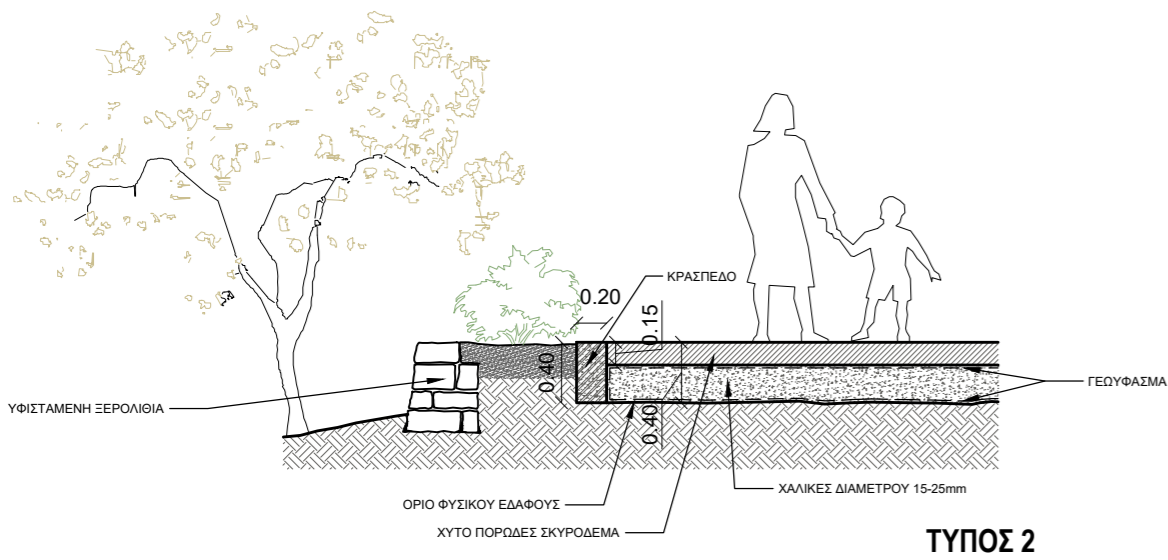 ΚΡΑΣΠΕΔΟ
0.20
0.15
0.40
0.40
ΓΕΩΥΦΑΣΜΑ
ΥΦΙΣΤΑΜΕΝΗ ΞΕΡΟΛΙΘΙΑ
ΧΑΛΙΚΕΣ ΔΙΑΜΕΤΡΟΥ 15-25mm
ΟΡΙΟ ΦΥΣΙΚΟΥ ΕΔΑΦΟΥΣ
ΧΥΤΟ ΠΟΡΩΔΕΣ ΣΚΥΡΟΔΕΜΑ
ΤΥΠΟΣ 2